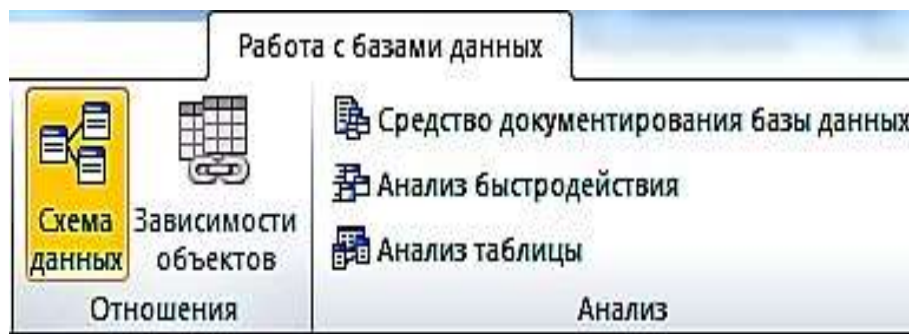 Работа с базами данных
Схема
данных
Зависимости
объектов
Средство документирования базы данных
Анализ быстродействия
Анализ таблицы
Отношения
Анализ